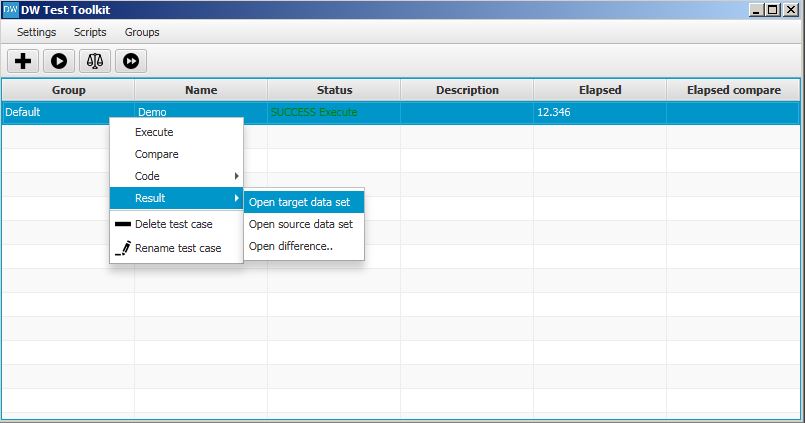 DW DW Test Toolkit
Settings Scripts Groups
Group Name Status Description Elapsed Elapsed compare
Default Demo SUCCESS Execute 12.346
Execute
Compare
Code
Result
Open target data set
Delete test case
Open source data set
Rename test case
Open difference..